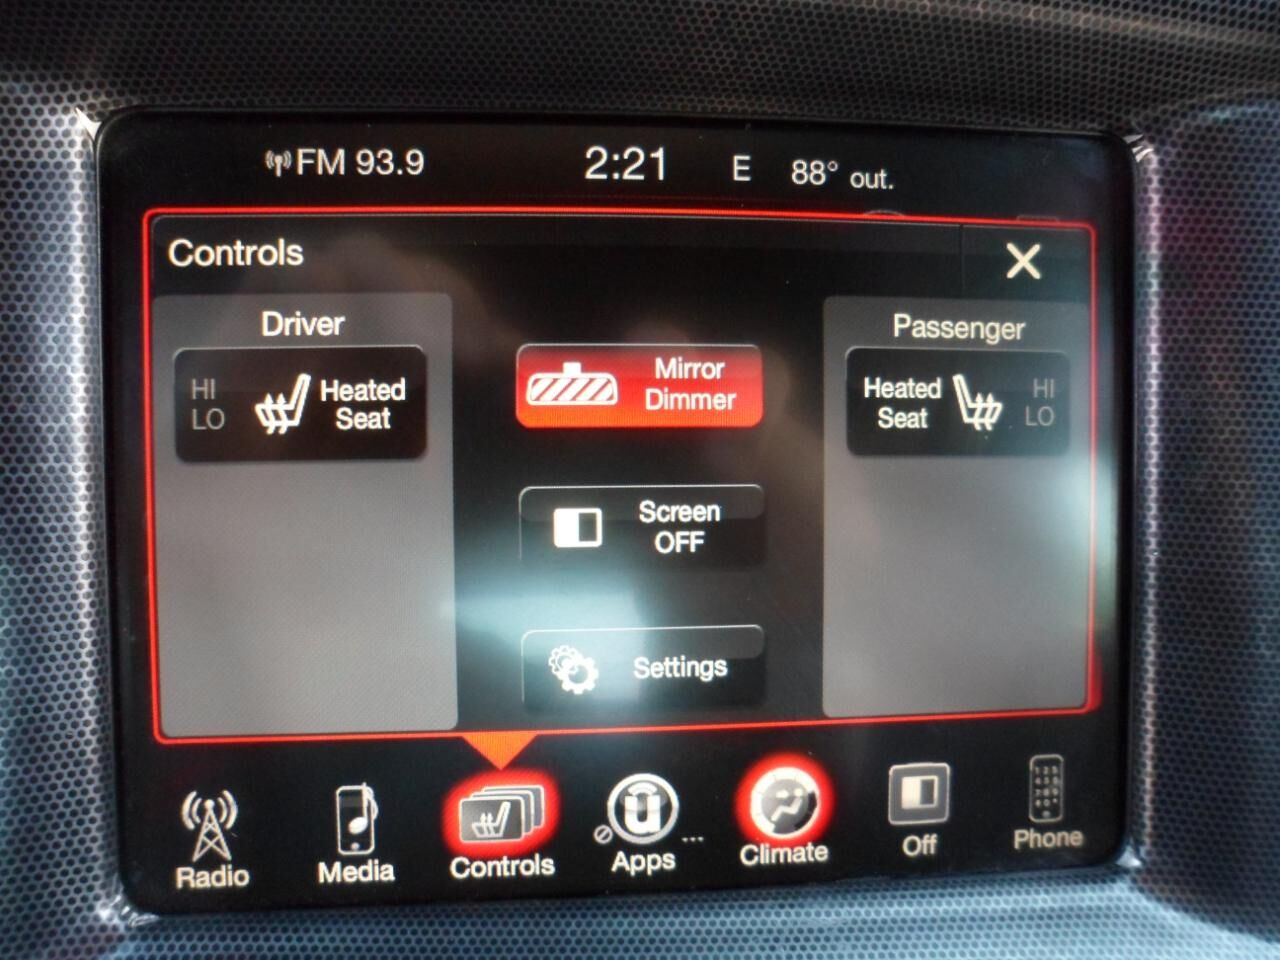 FM 93.9 2:21 E 88° out.
Controls
Driver
HI
LO
Heated
Seat
Mirror
Dimmer
Screen
OFF
Settings
Passenger
Heated
Seat
HI
LO
Radio
Media
Controls
Apps
...
Climate
Off
Phone